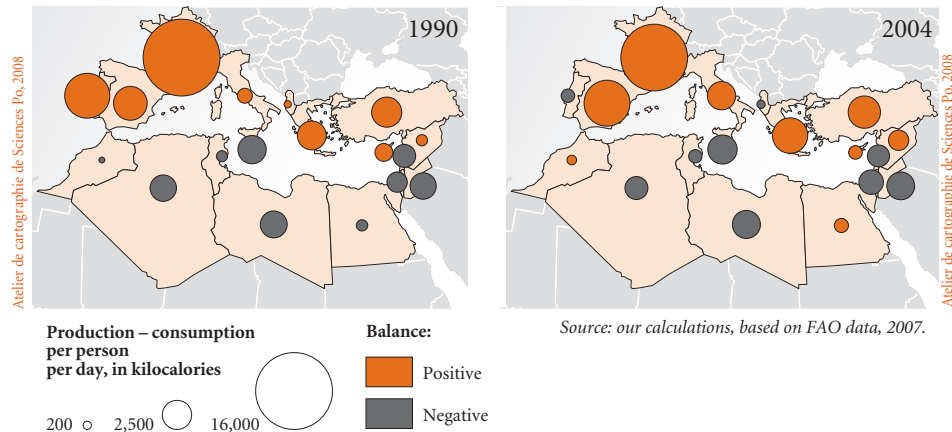 1990
2004
Atelier de cartographie de Sciences Po, 2008
Atelier de cartographie de Sciences Po, 2008
Source: our calculations, based on FAO data, 2007.
Production – consumption
per person
per day, in kilocalories
200
2,500
16,000
Balance:
Positive
Negative